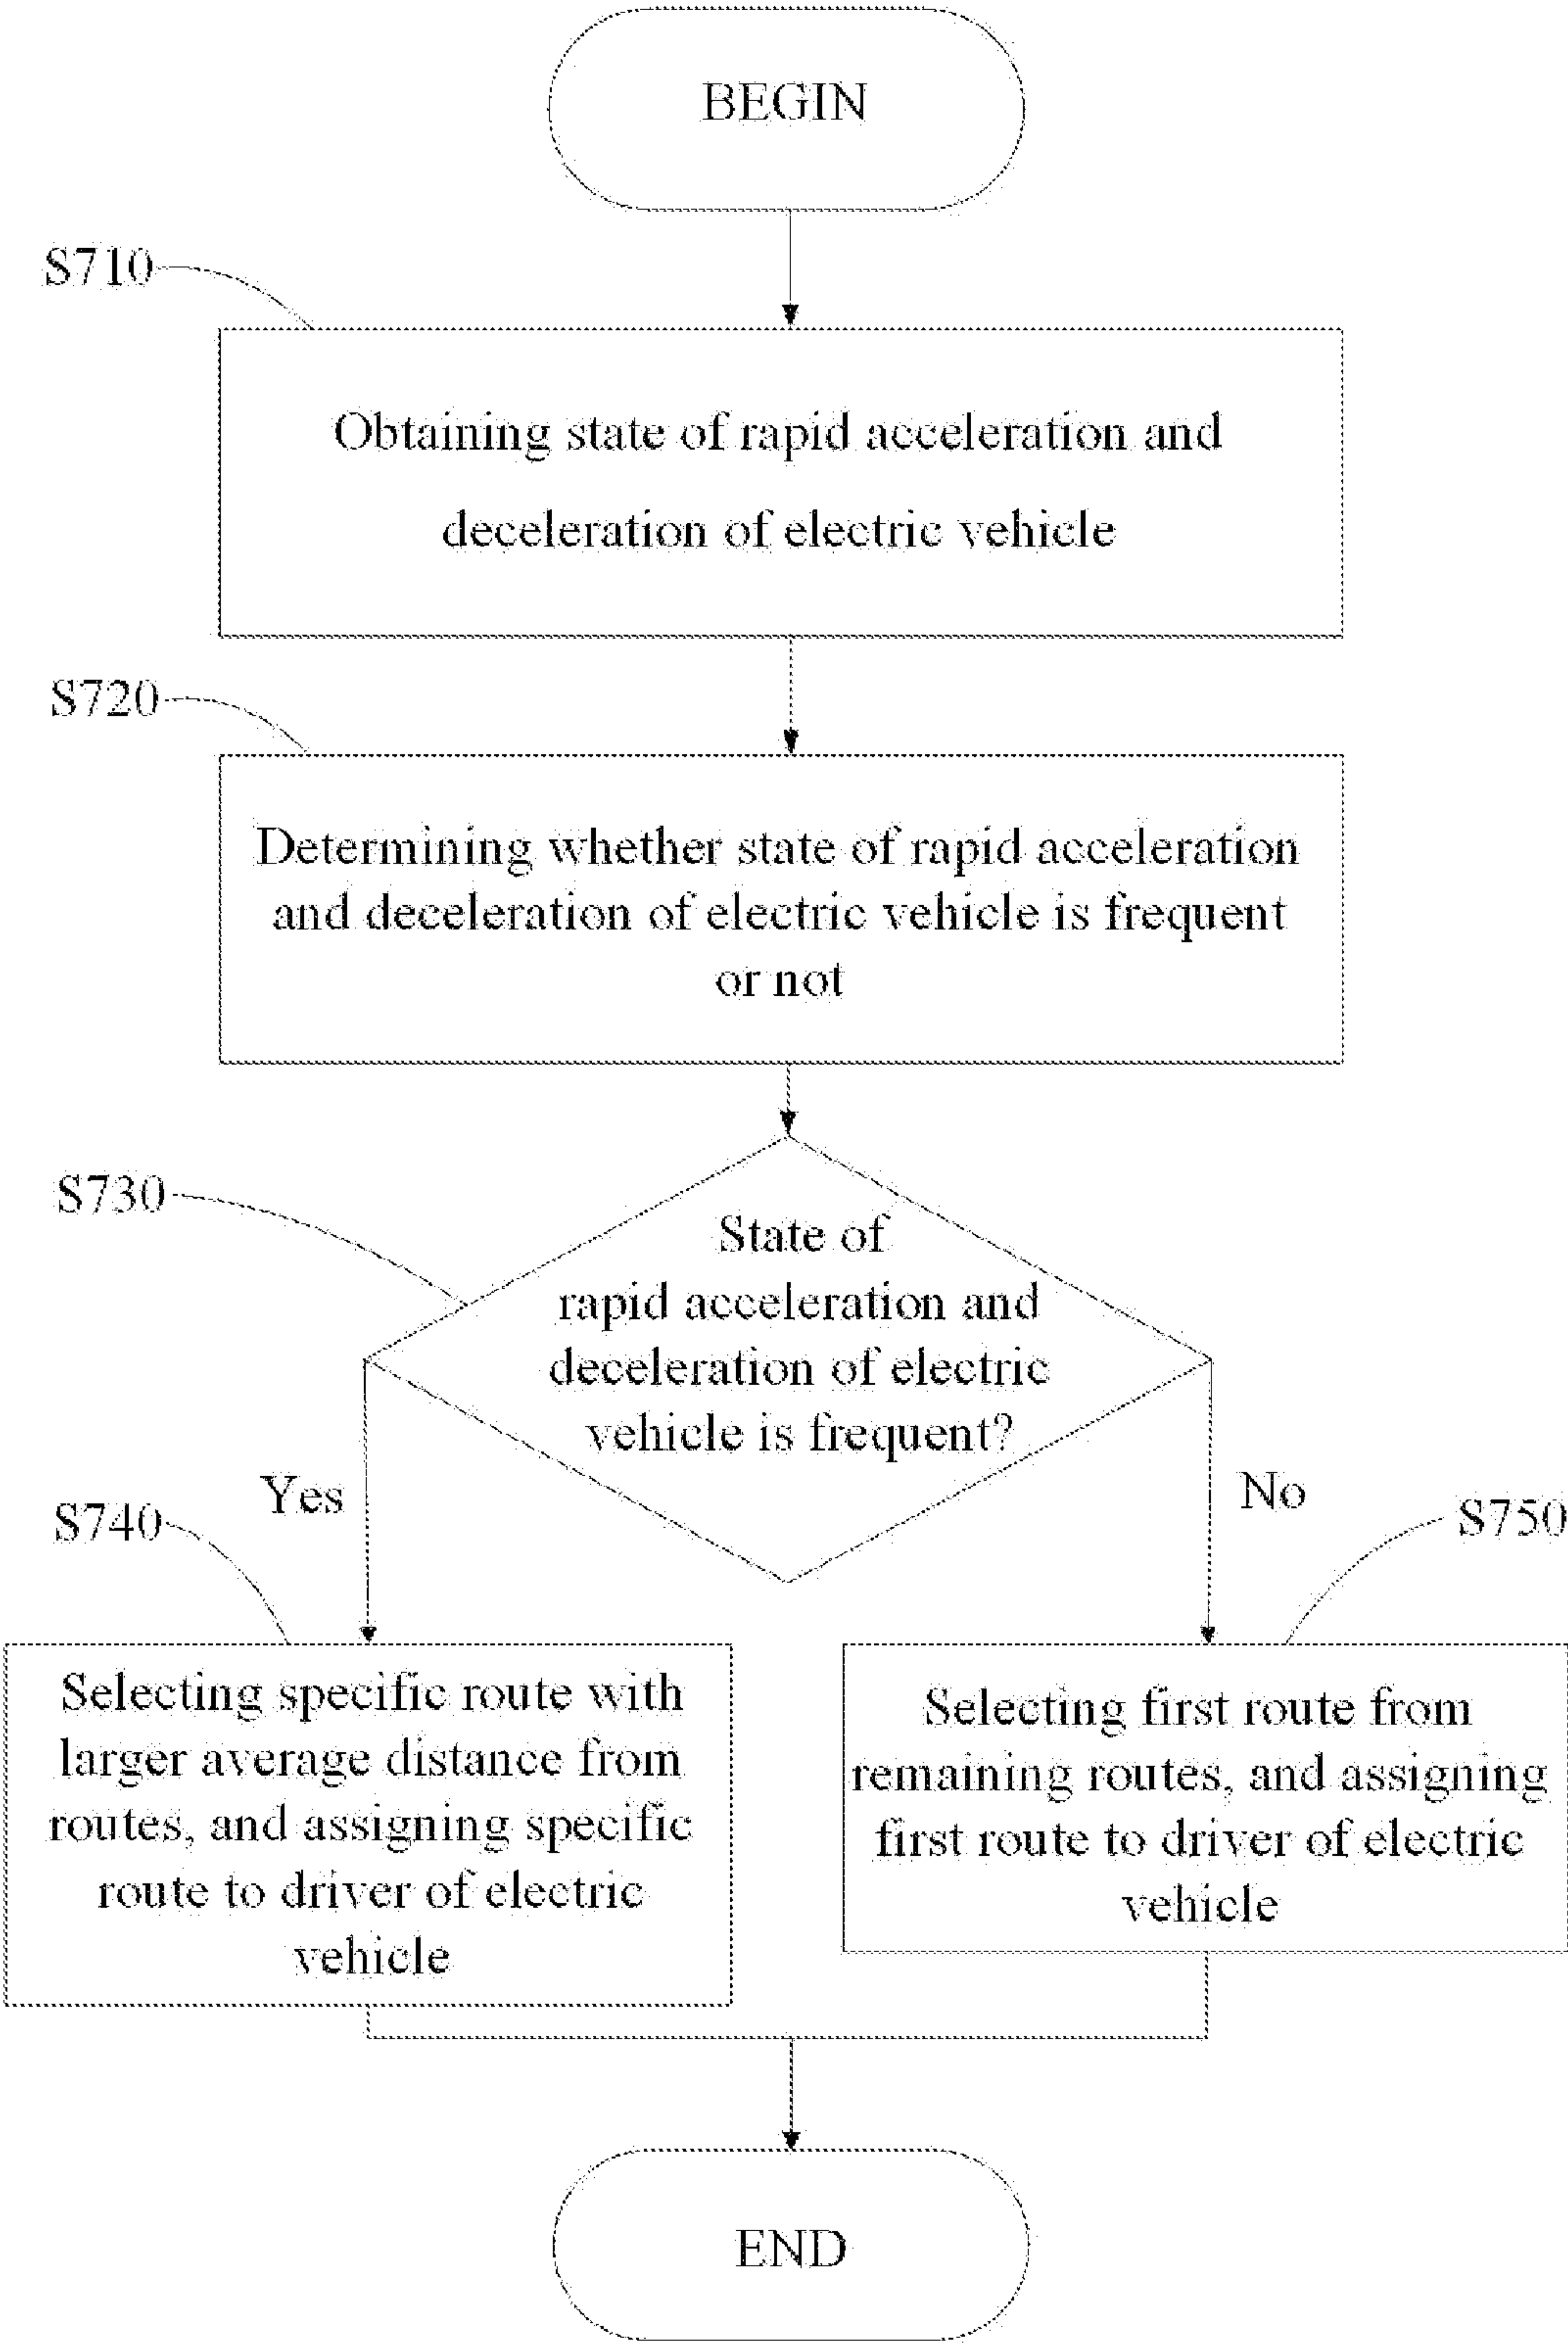 BEGIN
S710
Obtaining state of rapid acceleration and
deceleration of electric vehicle
S720
Determining whether state of rapid acceleration
and deceleration of electric vehicle is frequent
or not
S730
State of
rapid acceleration and
deceleration of electric
vehicle is frequent?
Yes
No
S740
S750
Selecting specific route with
larger average distance from
routes, and assigning specific
route to driver of electric
vehicle
Selecting first route from
remaining routes, and assigning
first route to driver of electric
vehicle
END